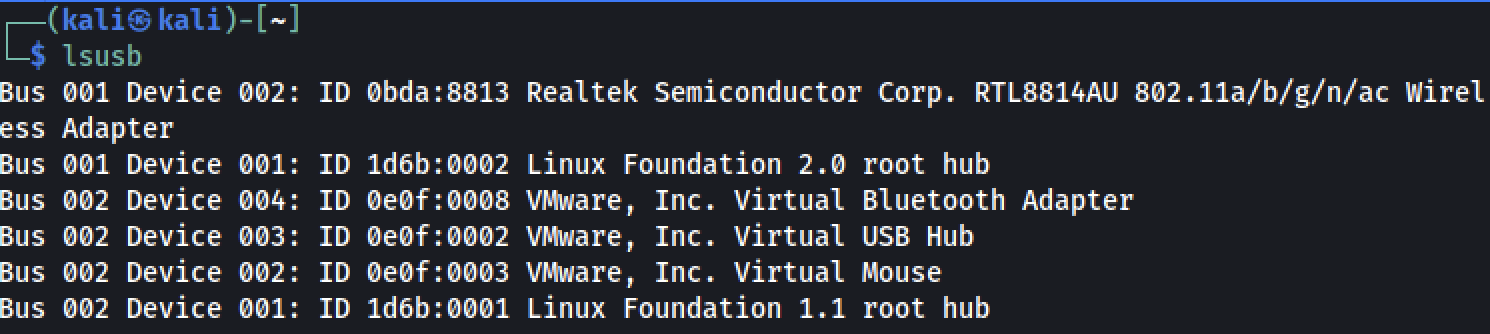 ┌──(kali㉿kali)-[~]
└─$ lsusb
Bus 001 Device 002: ID 0bda:8813 Realtek Semiconductor Corp. RTL8814AU 802.11a/b/g/n/ac Wirel
ess Adapter
Bus 001 Device 001: ID 1d6b:0002 Linux Foundation 2.0 root hub
Bus 002 Device 004: ID 0e0f:0008 VMware, Inc. Virtual Bluetooth Adapter
Bus 002 Device 003: ID 0e0f:0002 VMware, Inc. Virtual USB Hub
Bus 002 Device 002: ID 0e0f:0003 VMware, Inc. Virtual Mouse
Bus 002 Device 001: ID 1d6b:0001 Linux Foundation 1.1 root hub